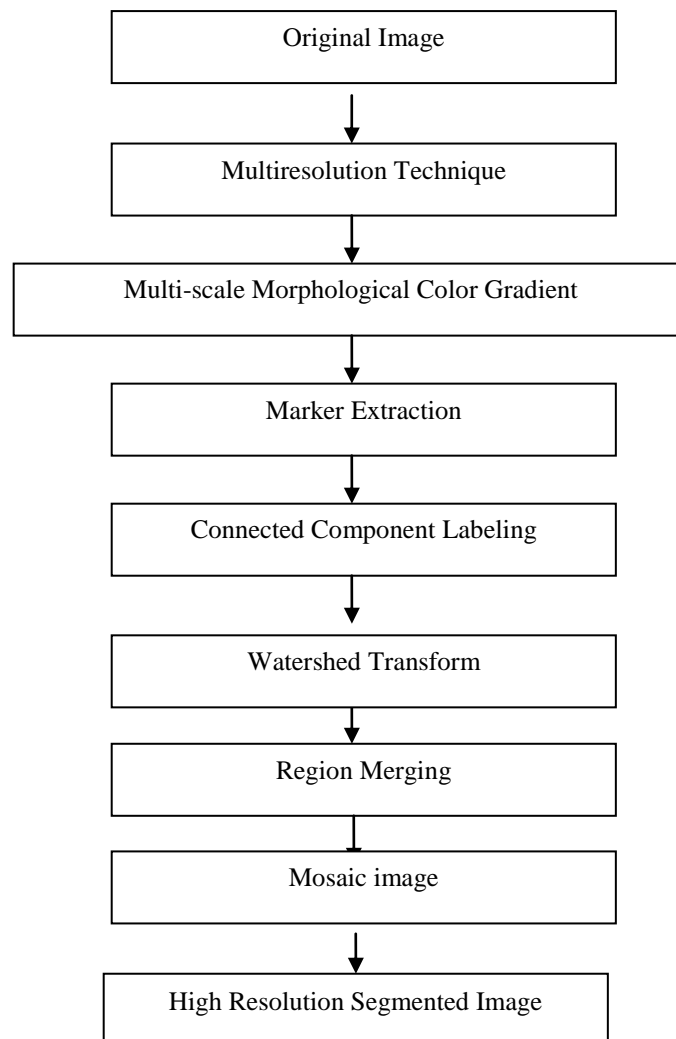 Original Image
Multiresolution Technique
Multi-scale Morphological Color Gradient
Marker Extraction
Connected Component Labeling
Watershed Transform
Region Merging
Mosaic image
High Resolution Segmented Image